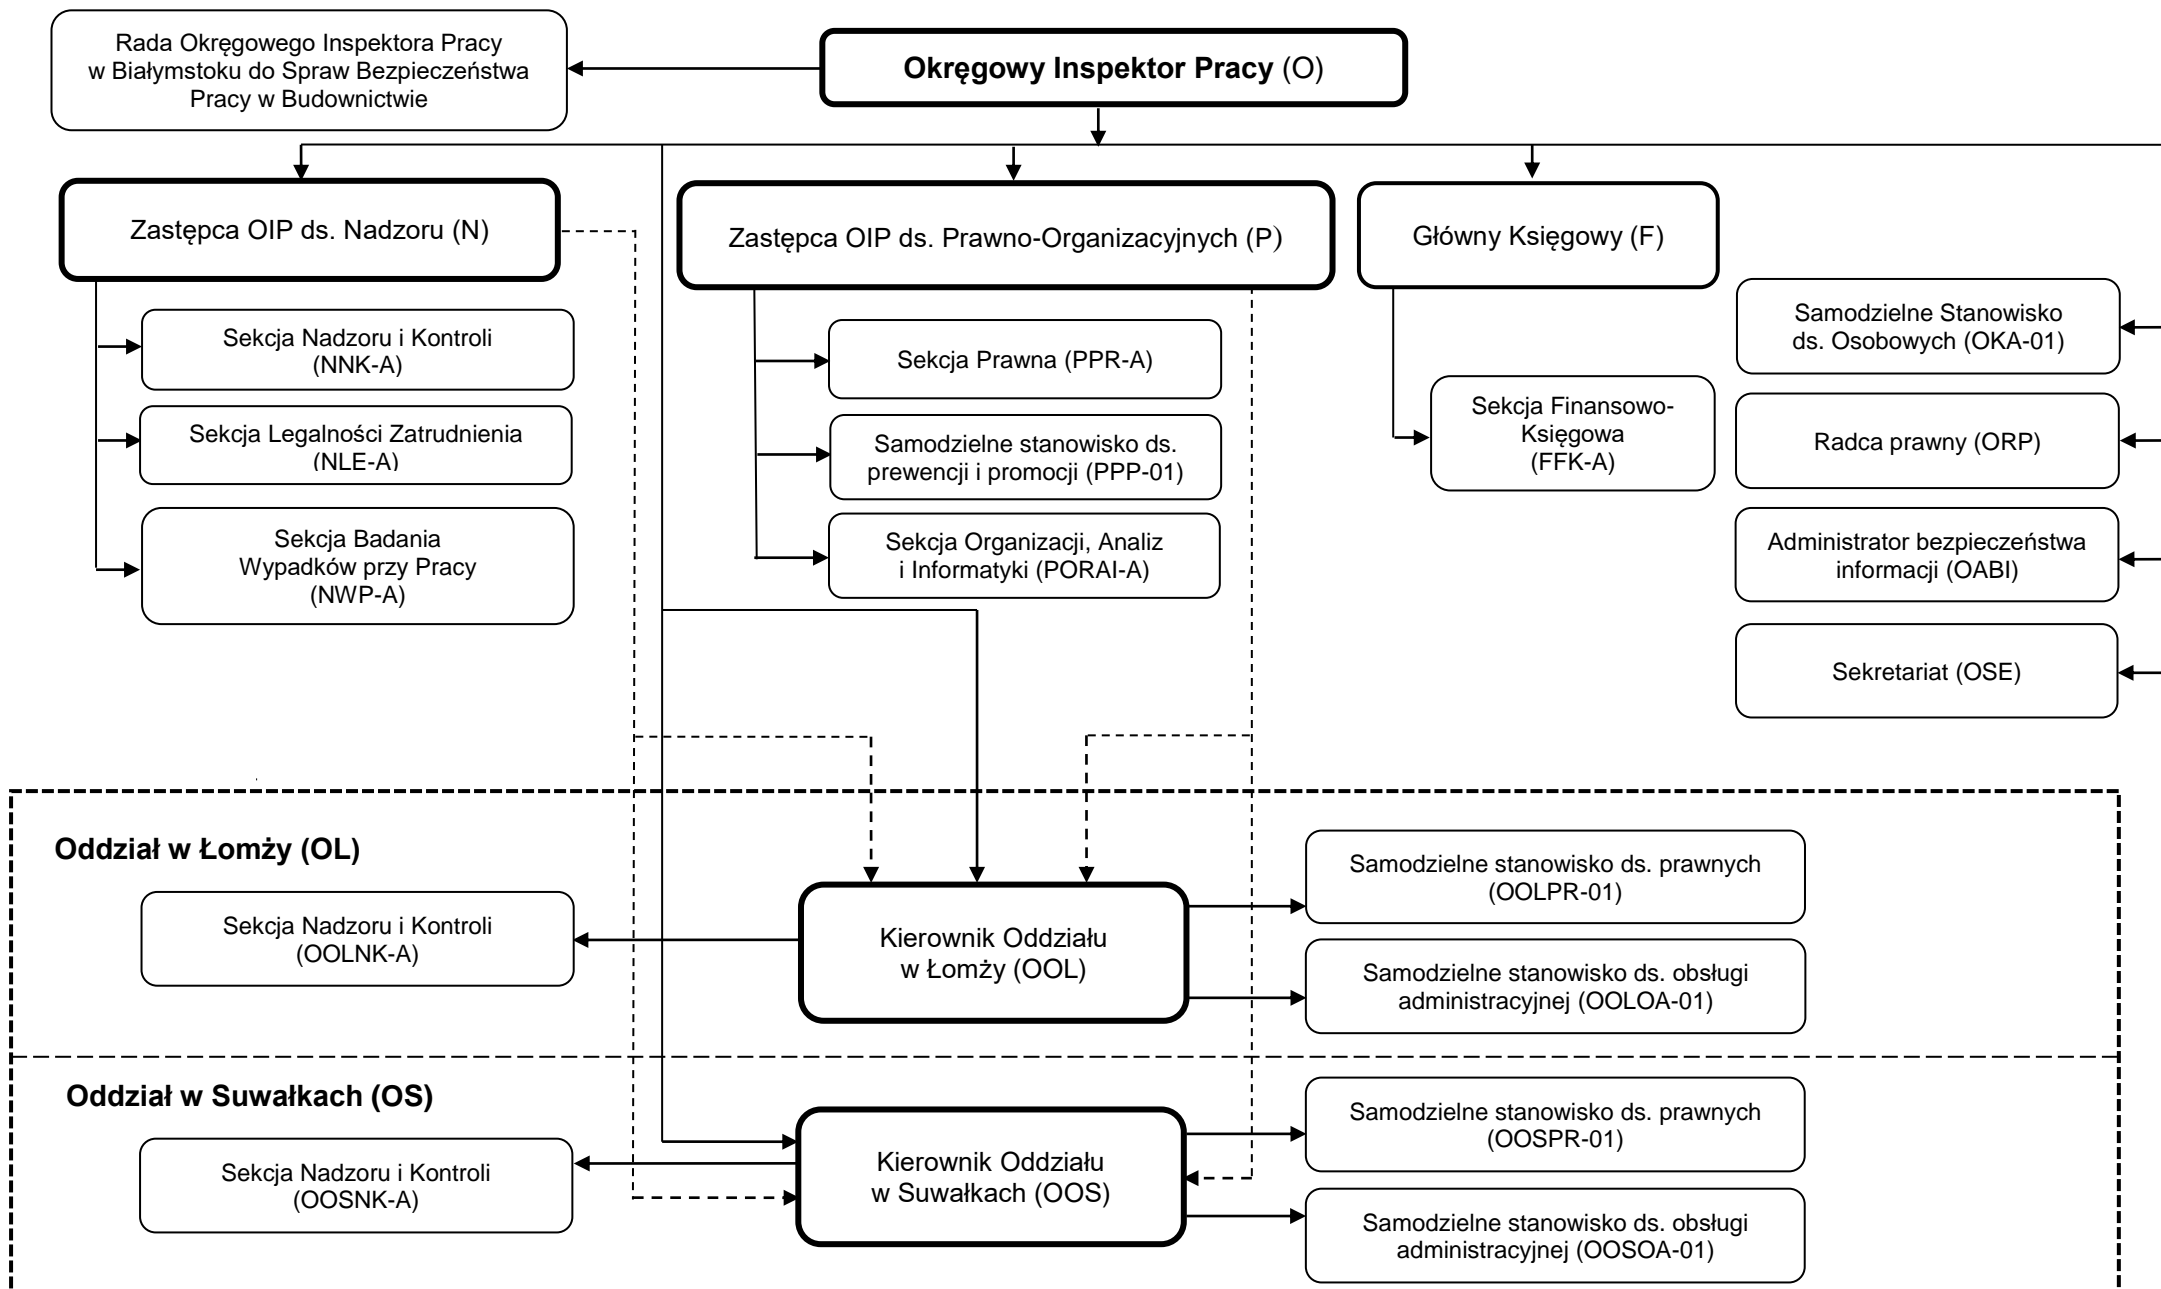 Rada Okręgowego Inspektora Pracy
w Białymstoku do Spraw Bezpieczeństwa
Pracy w Budownictwie
Okręgowy Inspektor Pracy (O)
Zastępca OIP ds. Nadzoru (N)
Zastępca OIP ds. Prawno-Organizacyjnych (P)
Główny Księgowy (F)
Sekcja Nadzoru i Kontroli
(NNK-A)
Sekcja Legalności Zatrudnienia
(NLE-A)
Sekcja Badania
Wypadków przy Pracy
(NWP-A)
Sekcja Prawna (PPR-A)
Samodzielne stanowisko ds.
prewencji i promocji (PPP-01)
Sekcja Organizacji, Analiz
i Informatyki (PORAI-A)
Sekcja Finansowo-
Księgowa
(FFK-A)
Samodzielne Stanowisko
ds. Osobowych (OKA-01)
Radca prawny (ORP)
Administrator bezpieczeństwa
informacji (OABI)
Sekretariat (OSE)
Oddział w Łomży (OL)
Sekcja Nadzoru i Kontroli
(OOLNK-A)
Kierownik Oddziału
w Łomży (OOL)
Samodzielne stanowisko ds. prawnych
(OOLPR-01)
Samodzielne stanowisko ds. obsługi
administracyjnej (OOLOA-01)
Oddział w Suwałkach (OS)
Sekcja Nadzoru i Kontroli
(OOSNK-A)
Kierownik Oddziału
w Suwałkach (OOS)
Samodzielne stanowisko ds. prawnych
(OOSPR-01)
Samodzielne stanowisko ds. obsługi
administracyjnej (OOSOA-01)